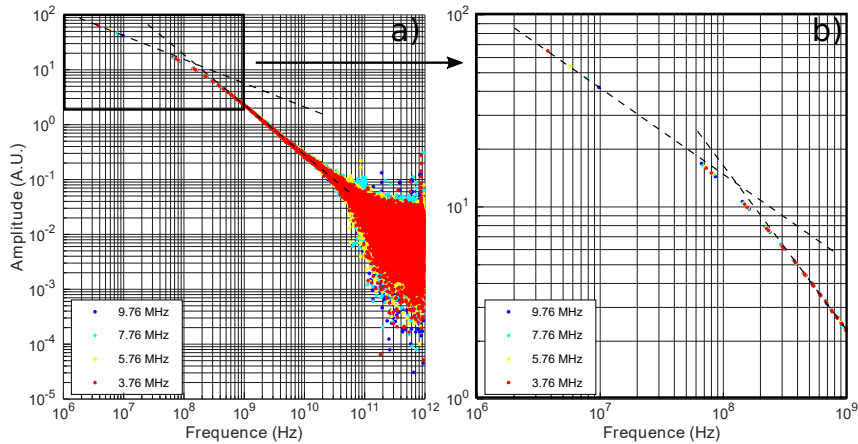 a)
10^2
10^1
10^0
10^-1
10^-2
10^-3
10^-4
10^-5
Amplitude (A.U.)
9.76 MHz
7.76 MHz
5.76 MHz
3.76 MHz
10^6 10^7 10^8 10^9 10^10 10^11 10^12
Frequence (Hz)
b)
10^2
10^1
10^0
9.76 MHz
7.76 MHz
5.76 MHz
3.76 MHz
10^6 10^7 10^8 10^9
Frequence (Hz)